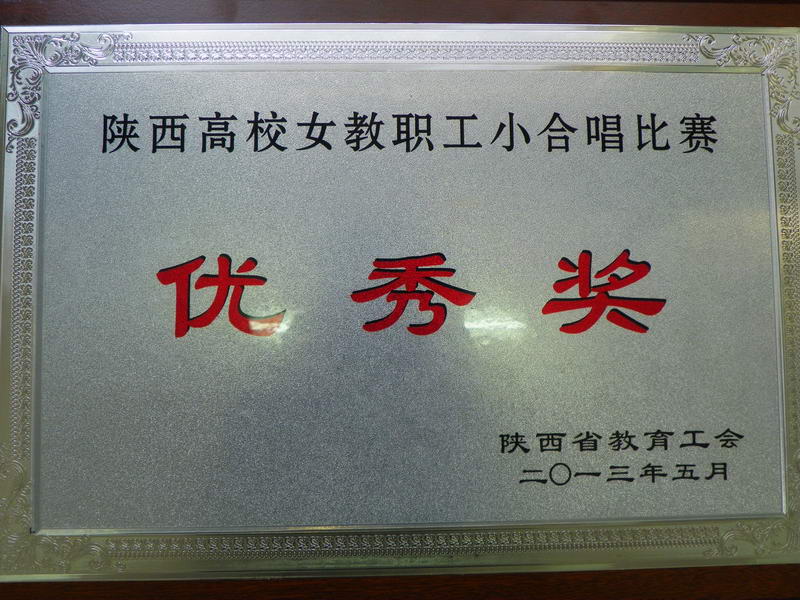 陕西高校女教职工小合唱比赛
优秀奖
陕西省教育工会
二〇一三年五月